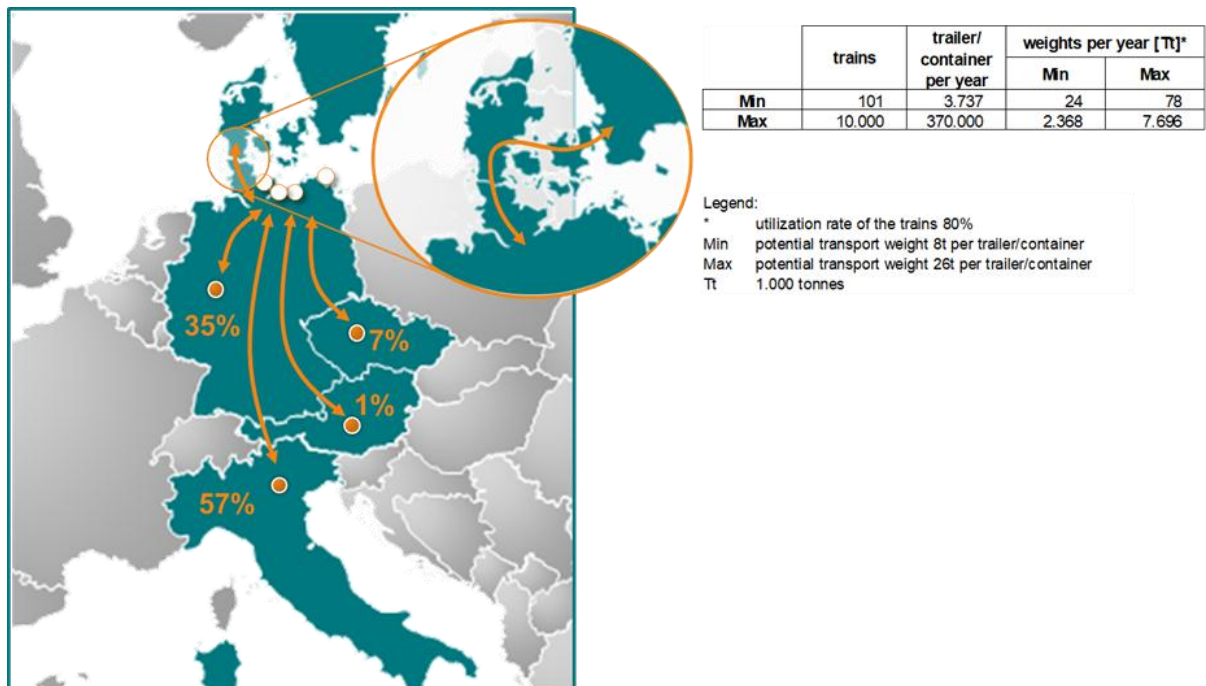 35%
7%
1%
57%
trains trailer/ container per year weights per year [Tt]*
Min Max
Min 101 3.737 24 78
Max 10.000 370.000 2.368 7.696
Legend:
* utilization rate of the trains 80%
Min potential transport weight 8t per trailer/container
Max potential transport weight 26t per trailer/container
Tt 1.000 tonnes